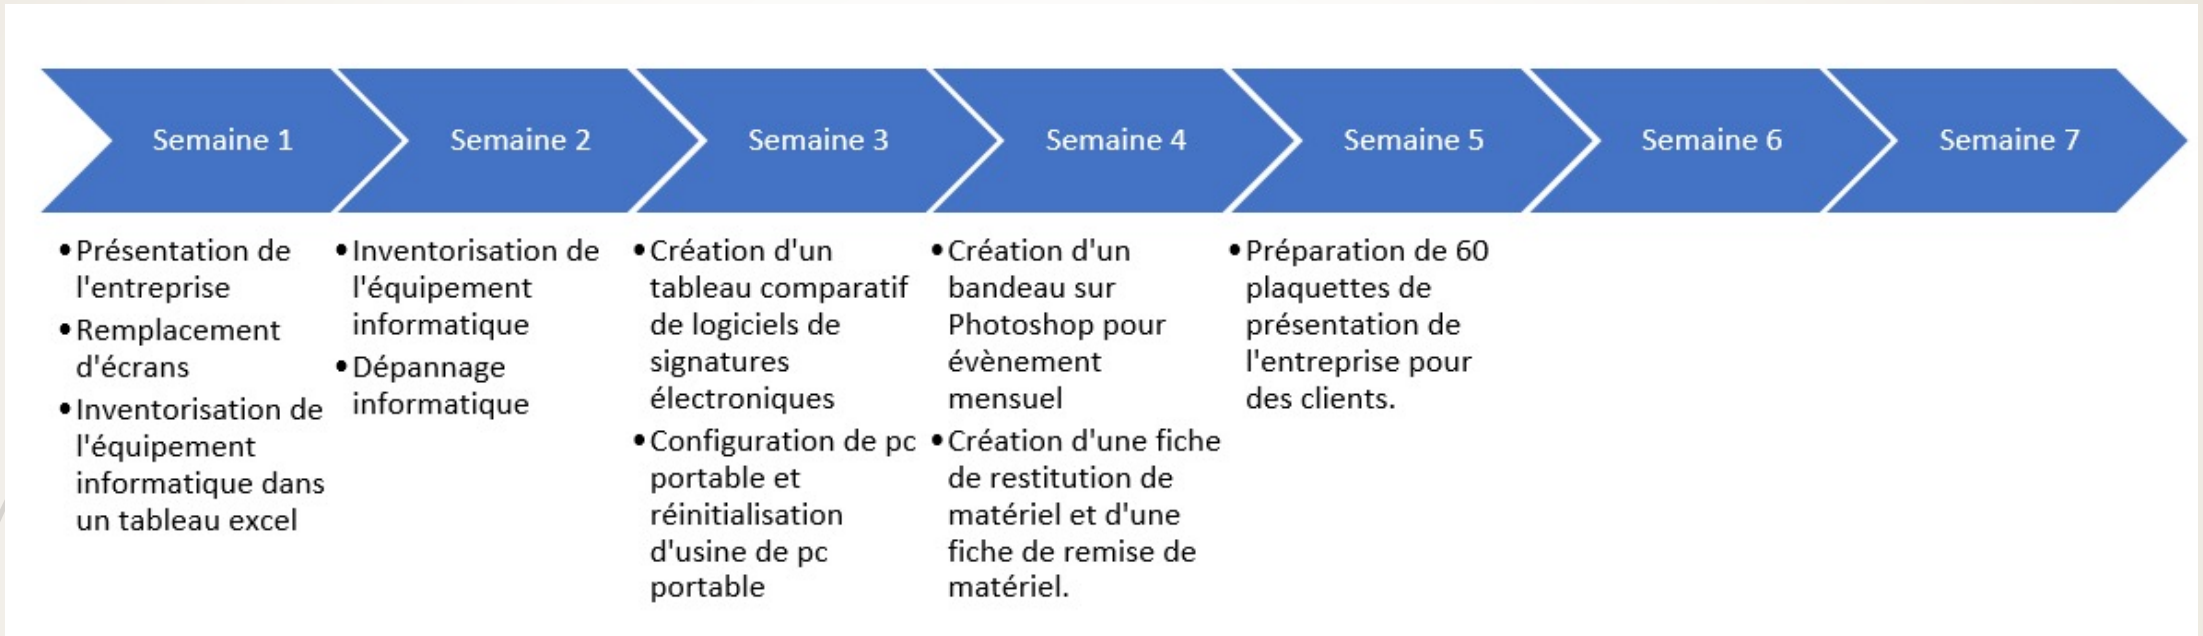 Semaine 1
Semaine 2
Semaine 3
Semaine 4
Semaine 5
Semaine 6
Semaine 7
•Présentation de
l'entreprise
•Remplacement
d'écrans
•Inventorisation de
l'équipement
informatique dans
un tableau excel
•Inventorisation de
l'équipement
informatique
•Dépannage
informatique
•Création d'un
tableau comparatif
de logiciels de
signatures
électroniques
•Configuration de pc
portable et
réinitialisation
d'usine de pc
portable
•Création d'un
bandeau sur
Photoshop pour
évènement
mensuel
•Création d'une fiche
de restitution de
matériel et d'une
fiche de remise de
matériel.
•Préparation de 60
plaquettes de
présentation de
l'entreprise pour
des clients.